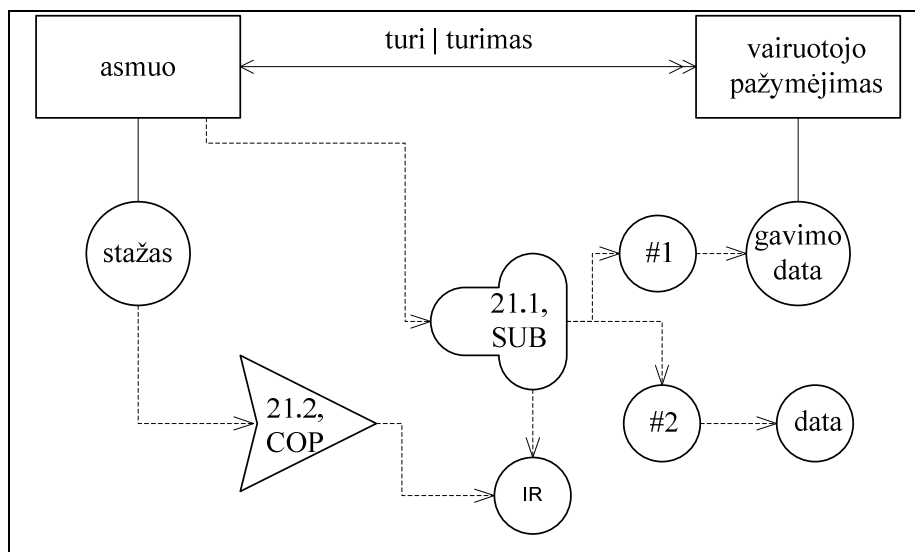 asmuo
turi | turimas
vairuotojo
pažymėjimas
stažas
#1
gavimo
data
21.1,
SUB
21.2,
COP
#2
data
IR